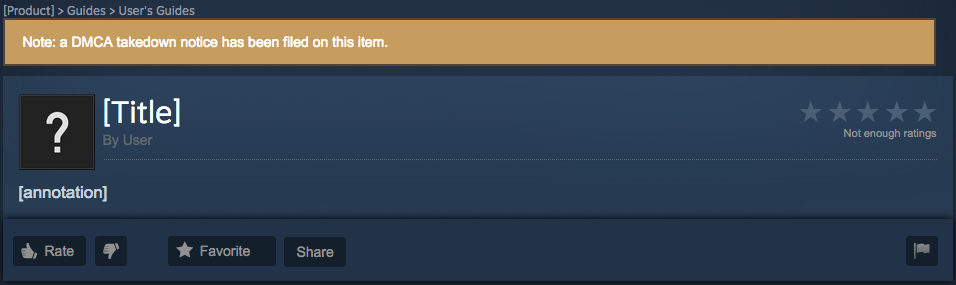 [Product] > Guides > User's Guides
Note: a DMCA takedown notice has been filed on this item.
?
[Title]
By User
Not enough ratings
[annotation]
Rate
Favorite
Share